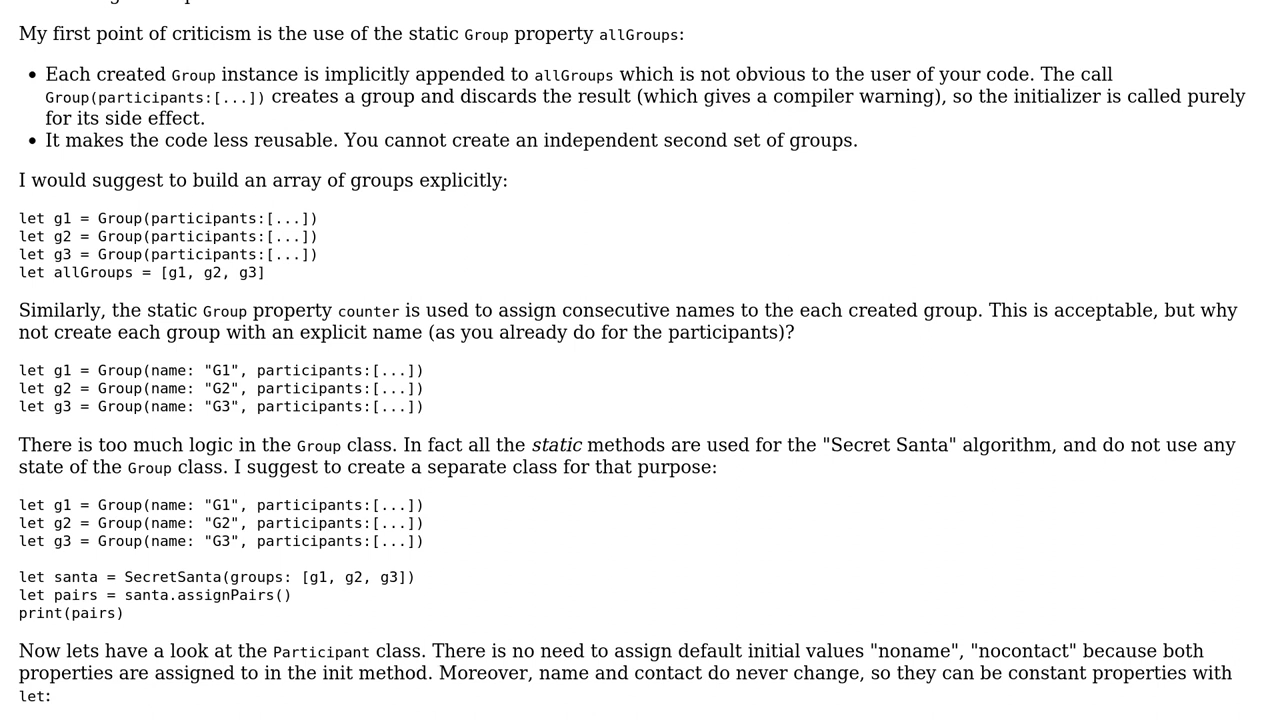 My first point of criticism is the use of the static Group property allGroups:
• Each created Group instance is implicitly appended to allGroups which is not obvious to the user of your code. The call
Group(participants:[...]) creates a group and discards the result (which gives a compiler warning), so the initializer is called purely
for its side effect.
• It makes the code less reusable. You cannot create an independent second set of groups.
I would suggest to build an array of groups explicitly:
let g1 = Group(participants:[...])
let g2 = Group(participants:[...])
let g3 = Group(participants:[...])
let allGroups = [g1, g2, g3]
Similarly, the static Group property counter is used to assign consecutive names to the each created group. This is acceptable, but why
not create each group with an explicit name (as you already do for the participants)?
let g1 = Group(name: "G1", participants:[...])
let g2 = Group(name: "G2", participants:[...])
let g3 = Group(name: "G3", participants:[...])
There is too much logic in the Group class. In fact all the static methods are used for the "Secret Santa" algorithm, and do not use any
state of the Group class. I suggest to create a separate class for that purpose:
let g1 = Group(name: "G1", participants:[...])
let g2 = Group(name: "G2", participants:[...])
let g3 = Group(name: "G3", participants:[...])
let santa = SecretSanta(groups: [g1, g2, g3])
let pairs = santa.assignPairs()
print(pairs)
Now lets have a look at the Participant class. There is no need to assign default initial values "noname", "nocontact" because both
properties are assigned to in the init method. Moreover, name and contact do never change, so they can be constant properties with
let: